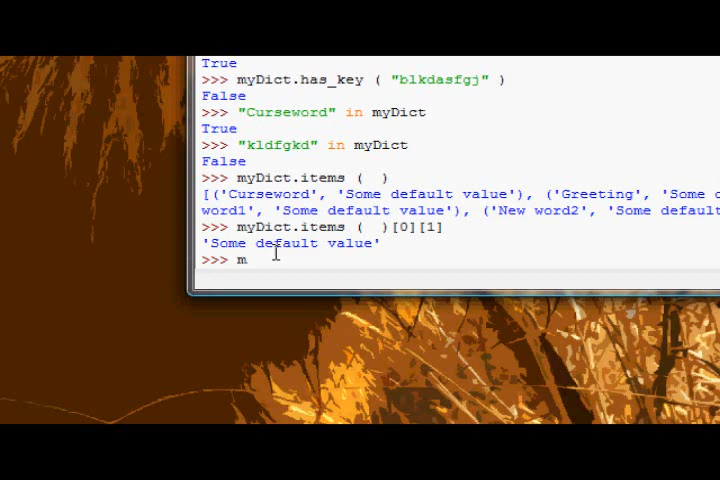 True
>>> myDict.has_key ( "blkdasfgj" )
False
>>> "Curseword" in myDict
True
>>> "kldfgkd" in myDict
False
>>> myDict.items (  )
[('Curseword', 'Some default value'), ('Greeting', 'Some
word1', 'Some default value'), ('New word2', 'Some default
>>> myDict.items (  )[0][1]
'Some default value'
>>> m